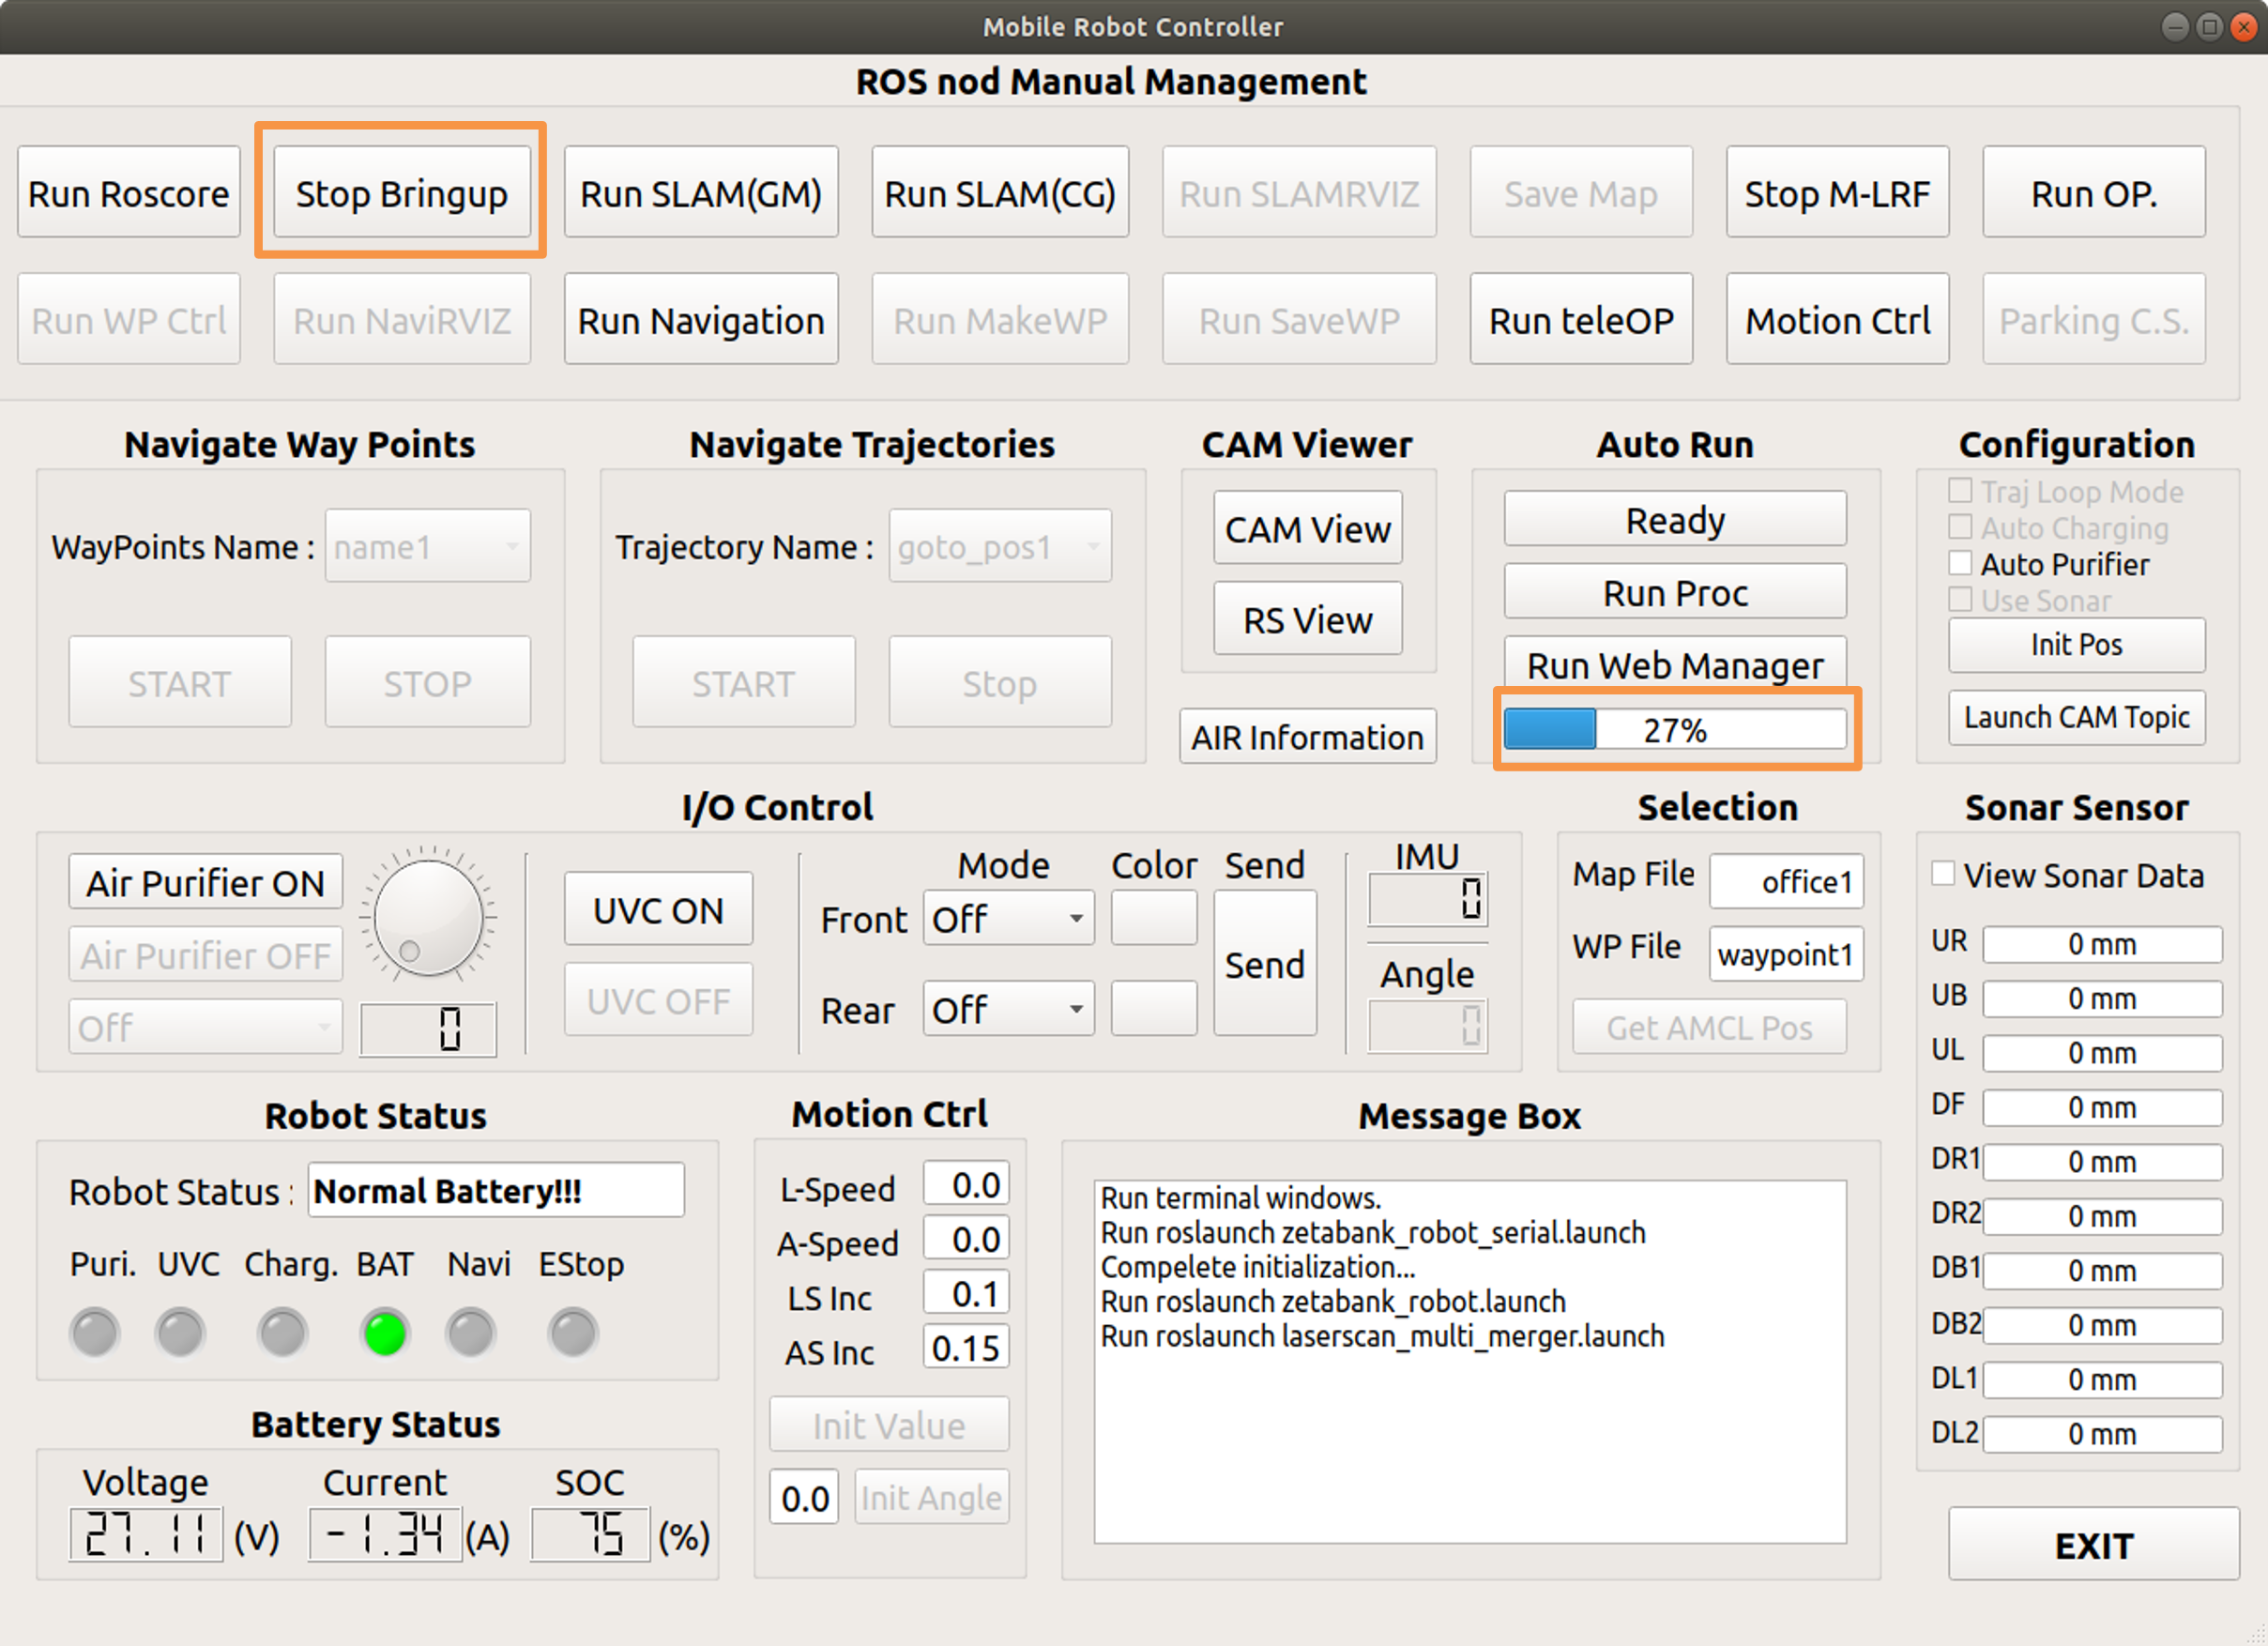 Mobile Robot Controller
ROS nod Manual Management
Run Roscore Stop Bringup Run SLAM(GM) Run SLAM(CG) Run SLAMRVIZ Save Map Stop M-LRF Run OP.
Run WP Ctrl Run NaviRVIZ Run Navigation Run MakeWP Run SaveWP Run teleOP Motion Ctrl Parking C.S.
Navigate Way Points
WayPoints Name : name1
START STOP
Navigate Trajectories
Trajectory Name : goto_pos1
START Stop
CAM Viewer
CAM View
RS View
AIR Information
Auto Run
Ready
Run Proc
Run Web Manager
27%
Configuration
Traj Loop Mode
Auto Charging
Auto Purifier
Use Sonar
Init Pos
Launch CAM Topic
I/O Control
Air Purifier ON
Air Purifier OFF
Off 0
UVC ON
UVC OFF
Mode Color Send
Front Off
Send
Rear Off
IMU
0
Angle
0
Selection
Map File office1
WP File waypoint1
Get AMCL Pos
Sonar Sensor
View Sonar Data
UR 0 mm
UB 0 mm
UL 0 mm
DF 0 mm
DR1 0 mm
DR2 0 mm
DB1 0 mm
DB2 0 mm
DL1 0 mm
DL2 0 mm
Robot Status
Robot Status : Normal Battery!!!
Puri. UVC Charg. BAT Navi EStop
Battery Status
Voltage Current SOC
27.11 (V) -1.34 (A) 75 (%)
Motion Ctrl
L-Speed 0.0
A-Speed 0.0
LS Inc 0.1
AS Inc 0.15
Init Value
0.0 Init Angle
Message Box
Run terminal windows.
Run roslaunch zetabank_robot_serial.launch
Compelete initialization...
Run roslaunch zetabank_robot.launch
Run roslaunch laserscan_multi_merger.launch
EXIT